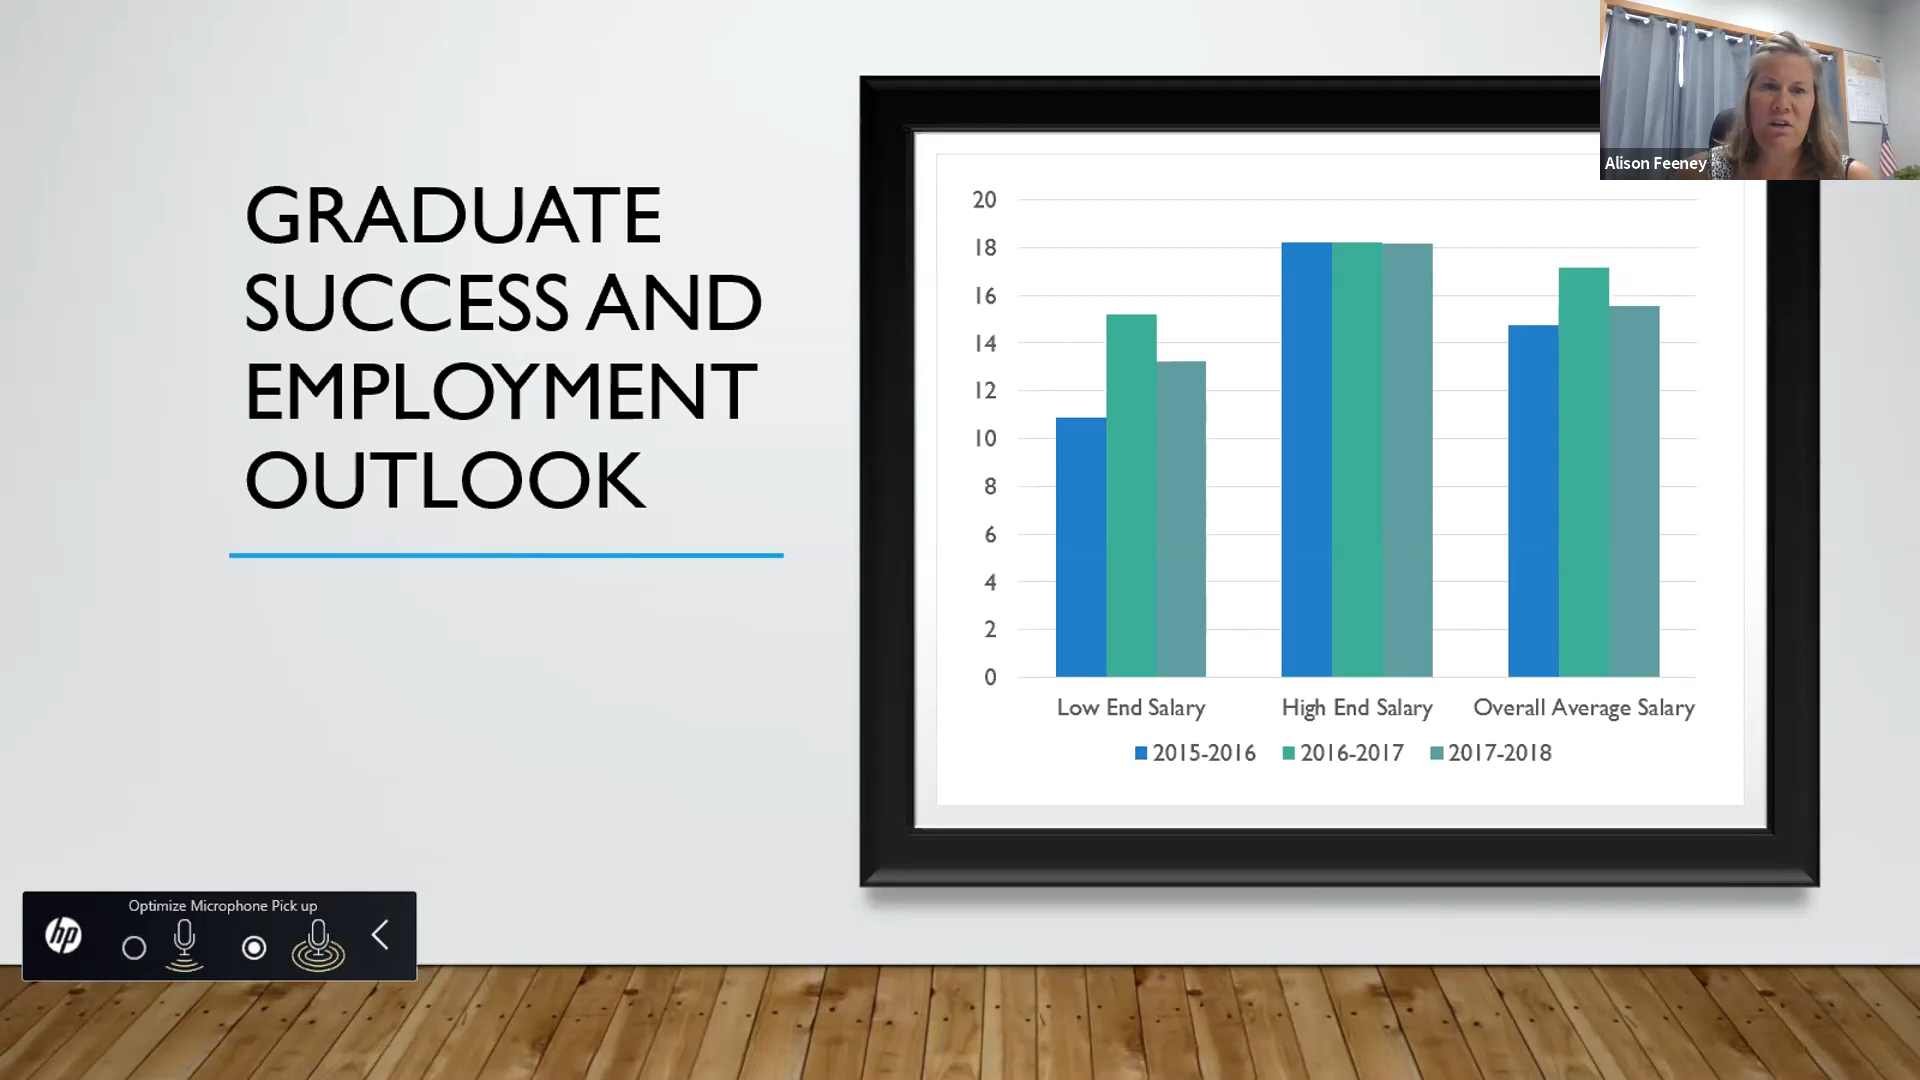 Alison Feeney
GRADUATE
SUCCESS AND
EMPLOYMENT
OUTLOOK
20
18
16
14
12
10
8
6
4
2
0
Low End Salary High End Salary Overall Average Salary
2015-2016 2016-2017 2017-2018
Optimize Microphone Pick up
hp